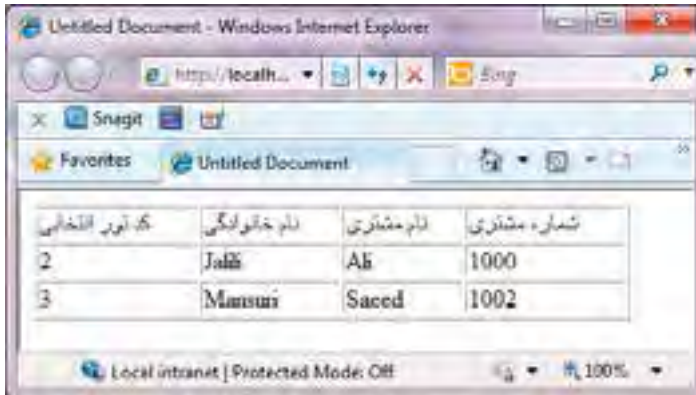 Untitled Document - Windows Internet Explorer
http://localh...
Bing
Snagit
Favorites
Untitled Document
شماره مشتری نام مشتری نام خانوادگی کد تور انتخابی
2 Jalili Ali 1000
3 Mansuri Saeed 1002
Local intranet | Protected Mode: Off
100%